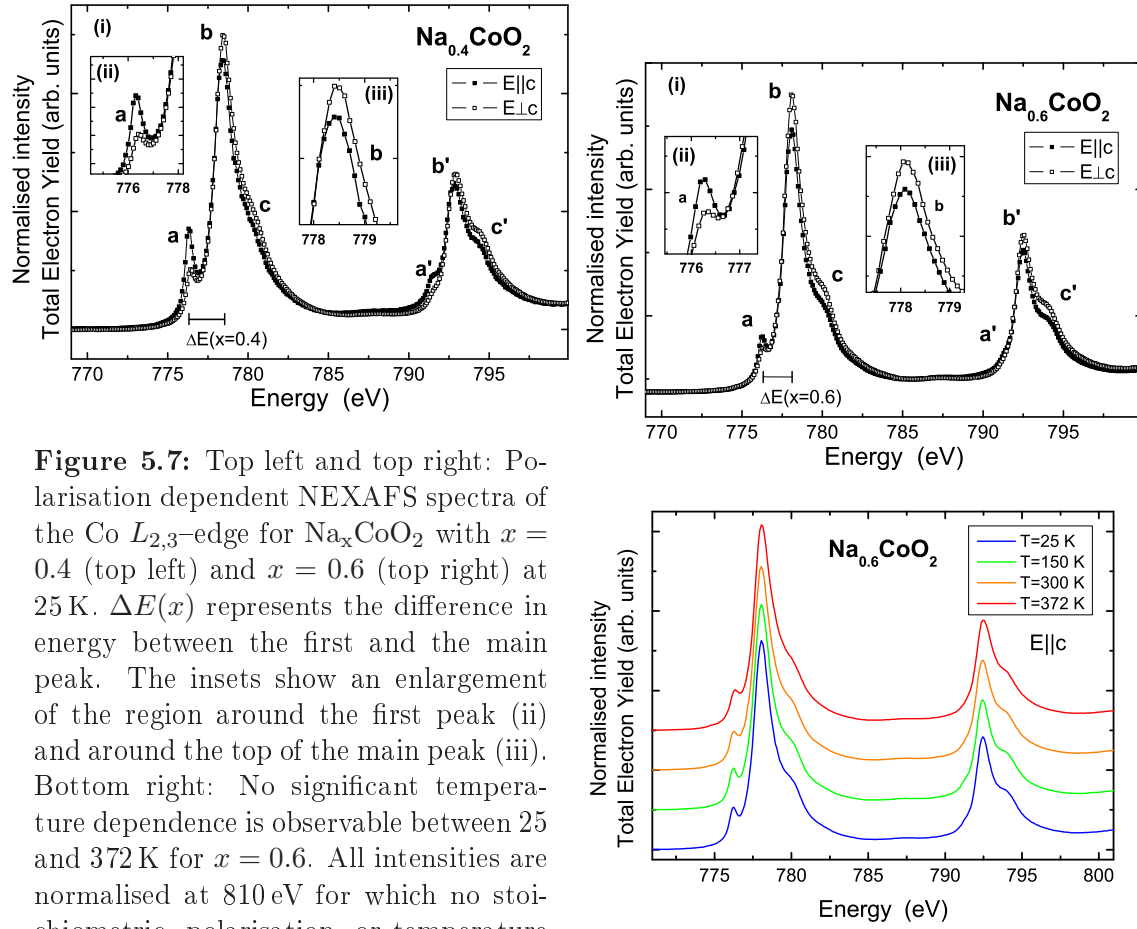 (i)
Na0.4CoO2
b
(ii)
(iii)
E||c
E⊥c
a
b
776 777 778
778 779
b'
c
c'
a
a'
ΔE(x=0.4)
770 775 780 785 790 795
Energy (eV)
Normalised intensity
Total Electron Yield (arb. units)
(i)
Na0.6CoO2
b
E||c
E⊥c
(ii)
(iii)
a
b
776 777
778 779
b'
c
c'
a
a'
ΔE(x=0.6)
770 775 780 785 790 795
Energy (eV)
Normalised intensity
Total Electron Yield (arb. units)
Figure 5.7: Top left and top right: Po-
larisation dependent NEXAFS spectra of
the Co L2,3–edge for NaxCoO2 with x =
0.4 (top left) and x = 0.6 (top right) at
25 K. ΔE(x) represents the difference in
energy between the first and the main
peak. The insets show an enlargement
of the region around the first peak (ii)
and around the top of the main peak (iii).
Bottom right: No significant tempera-
ture dependence is observable between 25
and 372 K for x = 0.6. All intensities are
normalised at 810 eV for which no stoi-
chiometric, polarisation, or temperature
Na0.6CoO2
T=25 K
T=150 K
T=300 K
T=372 K
E||c
775 780 785 790 795 800
Energy (eV)
Normalised intensity
Total Electron Yield (arb. units)